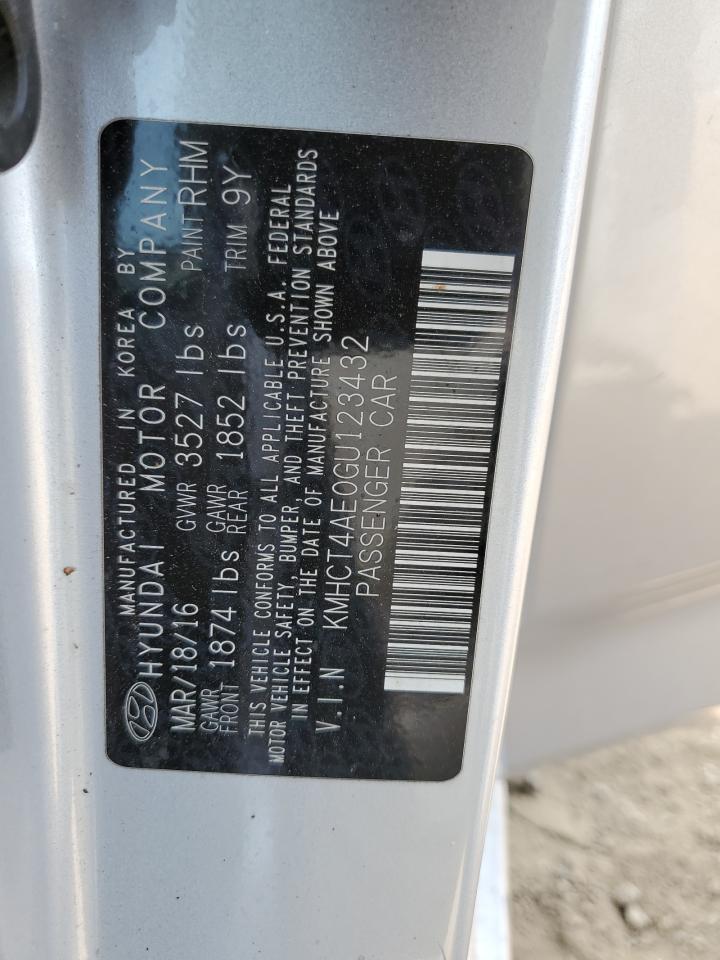 MANUFACTURED IN KOREA BY
HYUNDAI MOTOR COMPANY
MAR/18/16 GVWR 3527 lbs PAINT RHM
GAWR FRONT 1874 lbs GAWR REAR 1852 lbs TRIM 9Y
THIS VEHICLE CONFORMS TO ALL APPLICABLE U.S.A. FEDERAL
MOTOR VEHICLE SAFETY, BUMPER, AND THEFT PREVENTION STANDARDS
IN EFFECT ON THE DATE OF MANUFACTURE SHOWN ABOVE
V.I.N KMHCT4AE0GU123432
PASSENGER CAR